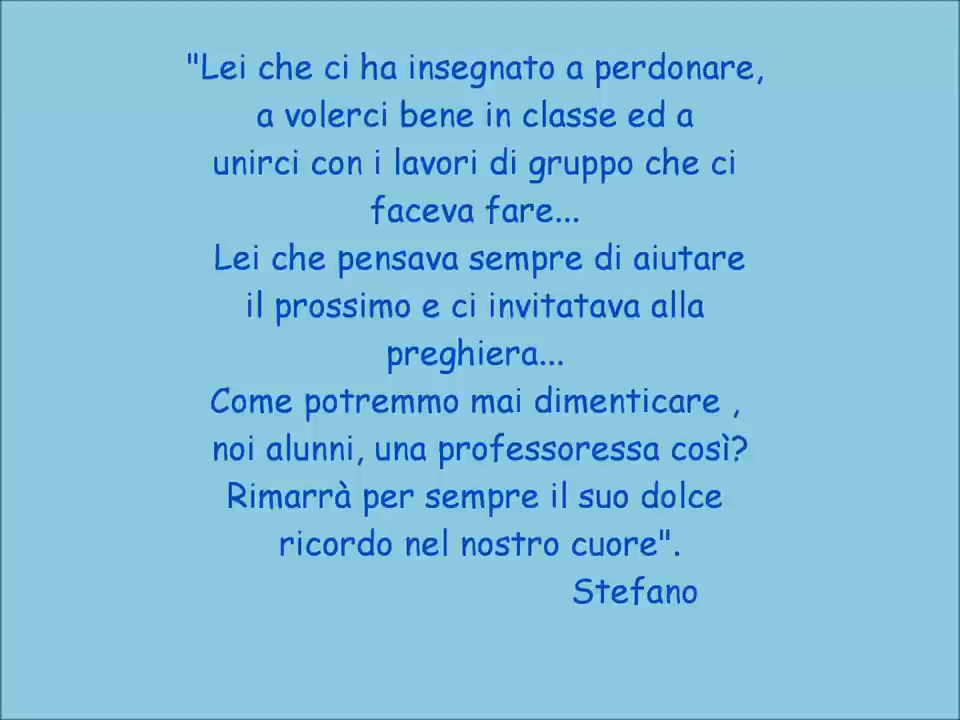 "Lei che ci ha insegnato a perdonare,
a volerci bene in classe ed a
unirci con i lavori di gruppo che ci
faceva fare...
Lei che pensava sempre di aiutare
il prossimo e ci invitatava alla
preghiera...
Come potremmo mai dimenticare ,
noi alunni, una professoressa così?
Rimarrà per sempre il suo dolce
ricordo nel nostro cuore".
Stefano